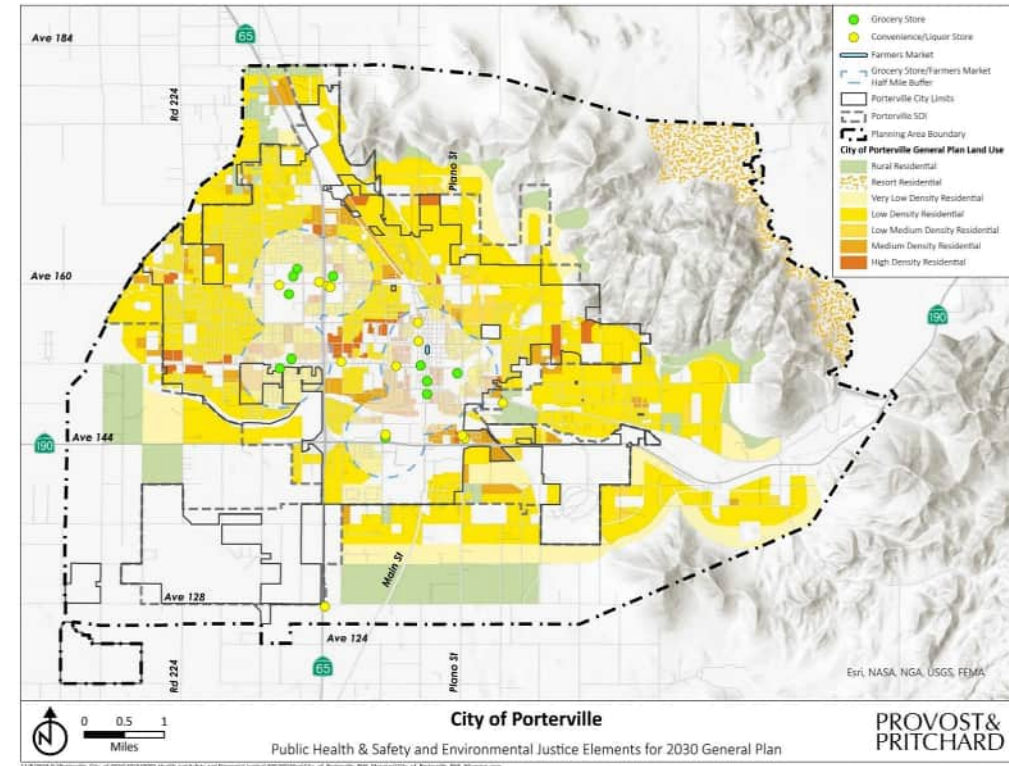 Ave 184
65
Rd 224
Plano St
Grocery Store
Convenience/Liquor Store
Farmers Market
Grocery Store/Farmers Market
Half Mile Buffer
Porterville City Limits
Porterville SOI
Planning Area Boundary
City of Porterville General Plan Land Use
Rural Residential
Resort Residential
Very Low Density Residential
Low Density Residential
Low Medium Density Residential
Medium Density Residential
High Density Residential
Ave 160
190
190
Ave 144
Main St
Ave 128
Ave 124
65
Rd 224
Plano St
Esri, NASA, NGA, USGS, FEMA
N
0 0.5 1
Miles
City of Porterville
Public Health & Safety and Environmental Justice Elements for 2030 General Plan
PROVOST&
PRITCHARD